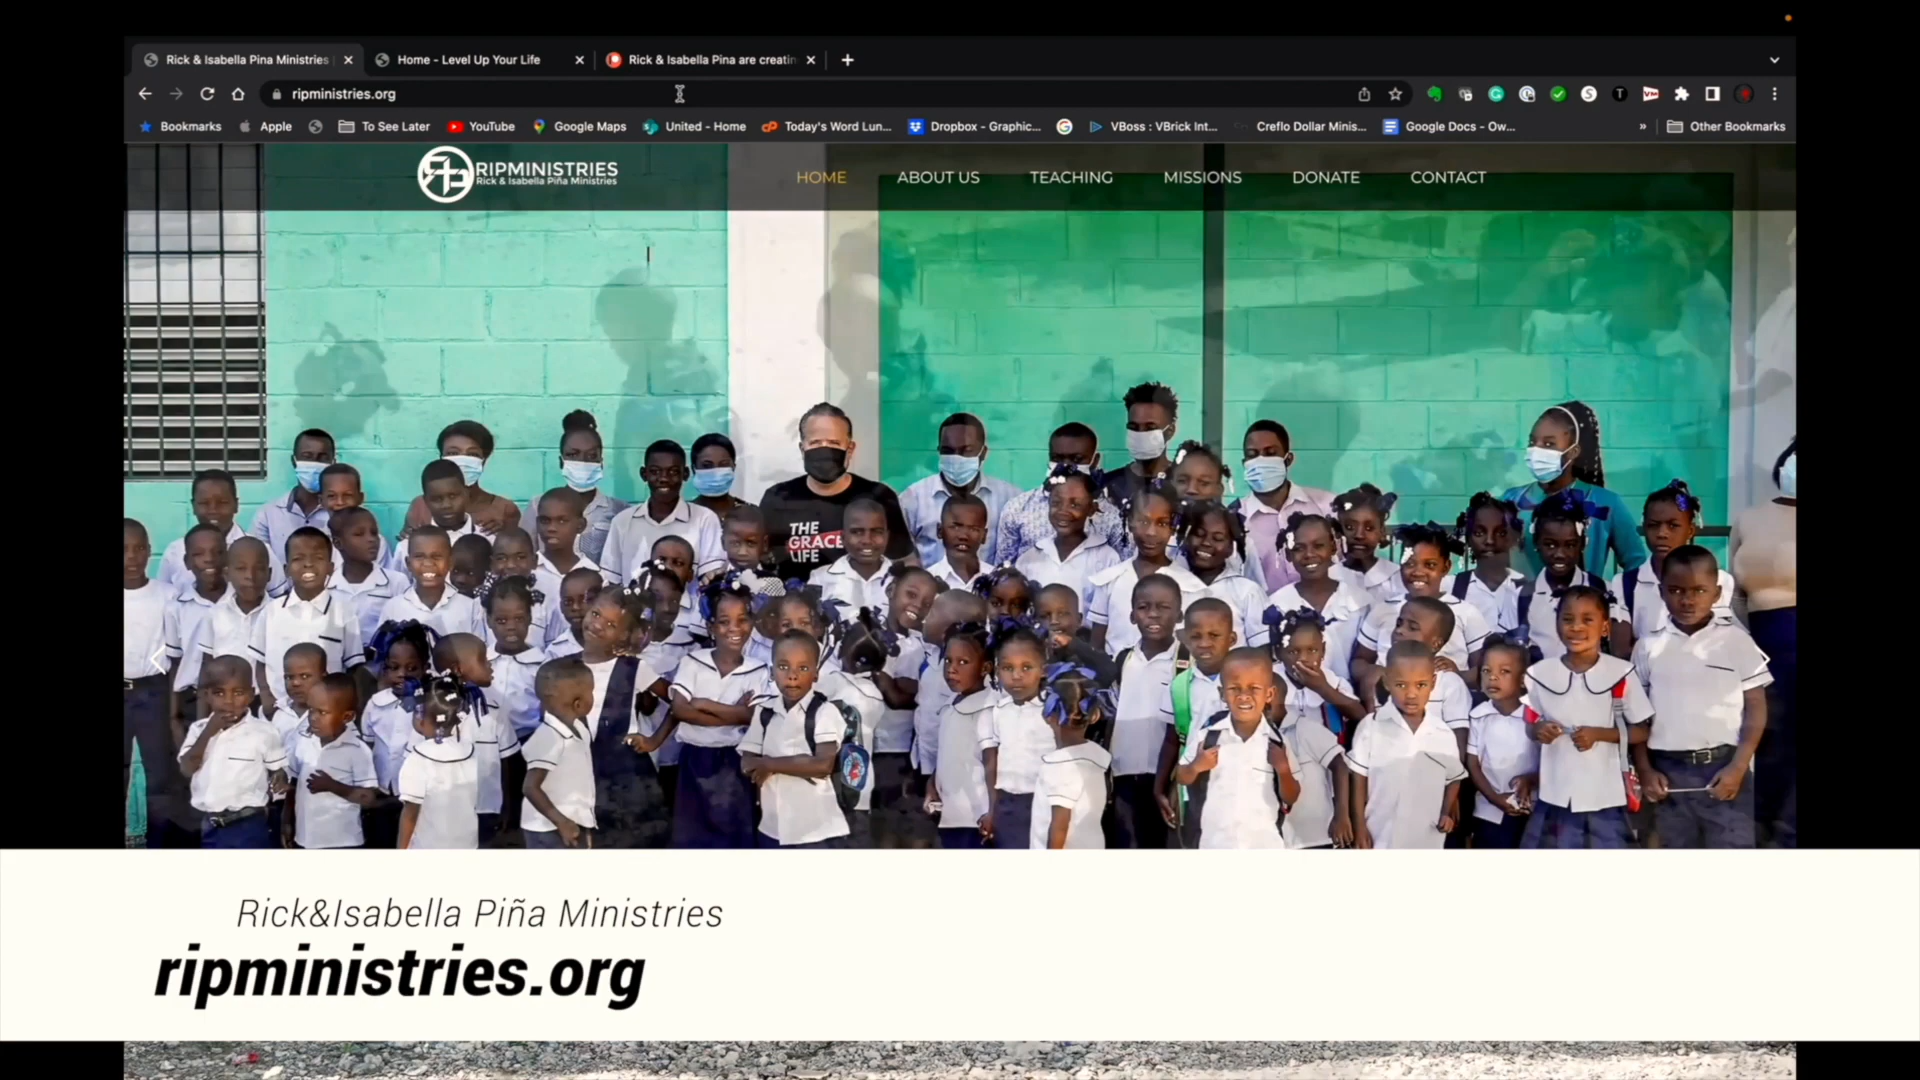 Rick & Isabella Pina Ministries
Home - Level Up Your Life
Rick & Isabella Pina are creatin
ripministries.org
Bookmarks
Apple
To See Later
YouTube
Google Maps
United - Home
Today's Word Lun...
Dropbox - Graphic...
VBoss : VBrick Int...
Creflo Dollar Minis...
Google Docs - Ow...
»
Other Bookmarks
RIPMINISTRIES
Rick & Isabella Piña Ministries
HOME
ABOUT US
TEACHING
MISSIONS
DONATE
CONTACT
THE
GRACE
LIFE
Rick&Isabella Piña Ministries
ripministries.org